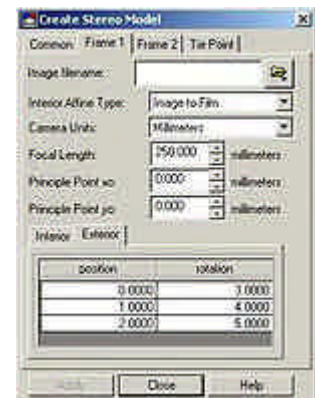 Create Stereo Model
Common Frame 1 Frame 2 Tie Point
Image filename:
Interior Affine Type: Image to Film
Camera Units: Millimeters
Focal Length: 250.000 millimeters
Principle Point xo: 0.000 millimeters
Principle Point yo: 0.000 millimeters
Interior Exterior
position rotation
0.0000 3.0000
1.0000 4.0000
2.0000 5.0000
Apply Close Help